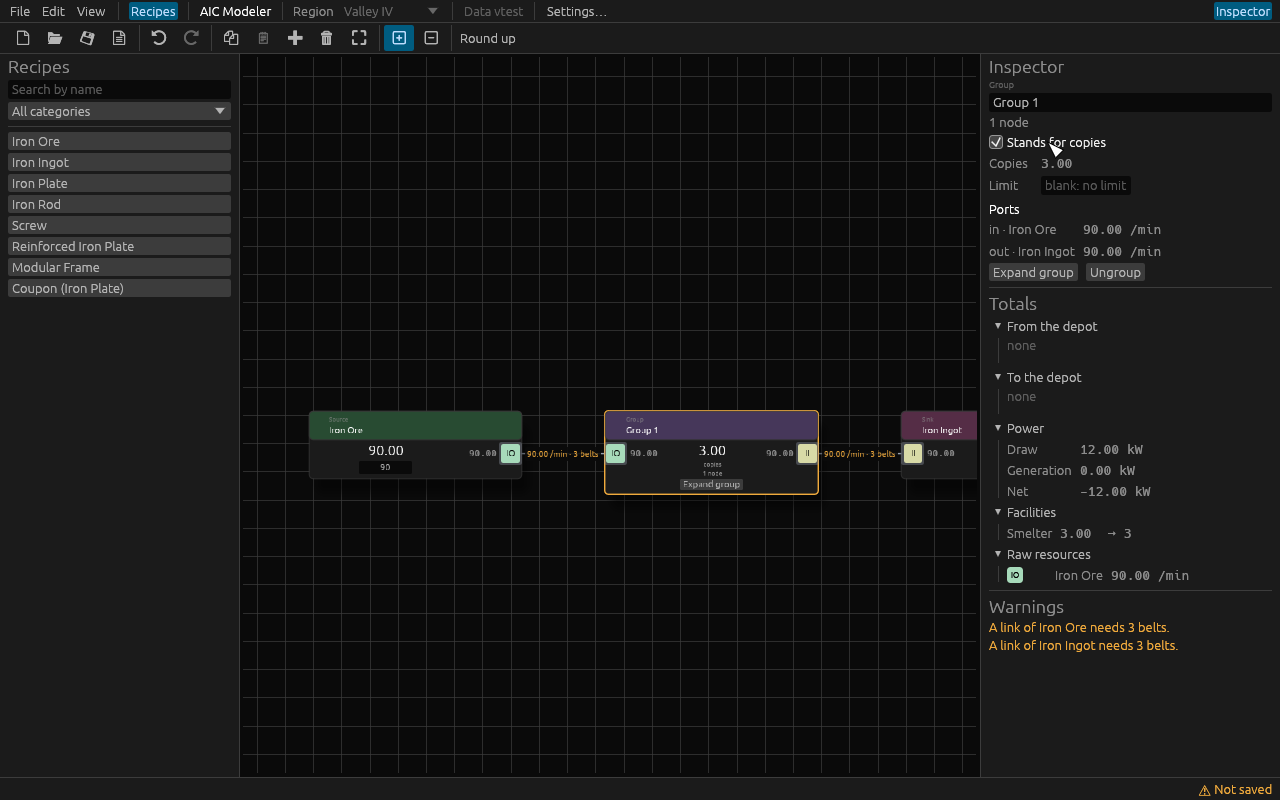 File Edit View Recipes AIC Modeler Region Valley IV Data vtest Settings… Inspector
Round up
Recipes
Search by name
All categories
Iron Ore
Iron Ingot
Iron Plate
Iron Rod
Screw
Reinforced Iron Plate
Modular Frame
Coupon (Iron Plate)
Source
Iron Ore
90.00
90
90.00 IO
90.00 /min · 3 belts
Group
Group 1
IO 90.00
3.00
copies
1 node
Expand group
90.00 II
90.00 /min · 3 belts
Sink
Iron Ingot
II 90.00
Inspector
Group
Group 1
1 node
Stands for copies
Copies 3.00
Limit blank: no limit
Ports
in · Iron Ore 90.00 /min
out · Iron Ingot 90.00 /min
Expand group Ungroup
Totals
From the depot
none
To the depot
none
Power
Draw 12.00 kW
Generation 0.00 kW
Net −12.00 kW
Facilities
Smelter 3.00 → 3
Raw resources
IO Iron Ore 90.00 /min
Warnings
A link of Iron Ore needs 3 belts.
A link of Iron Ingot needs 3 belts.
⚠ Not saved